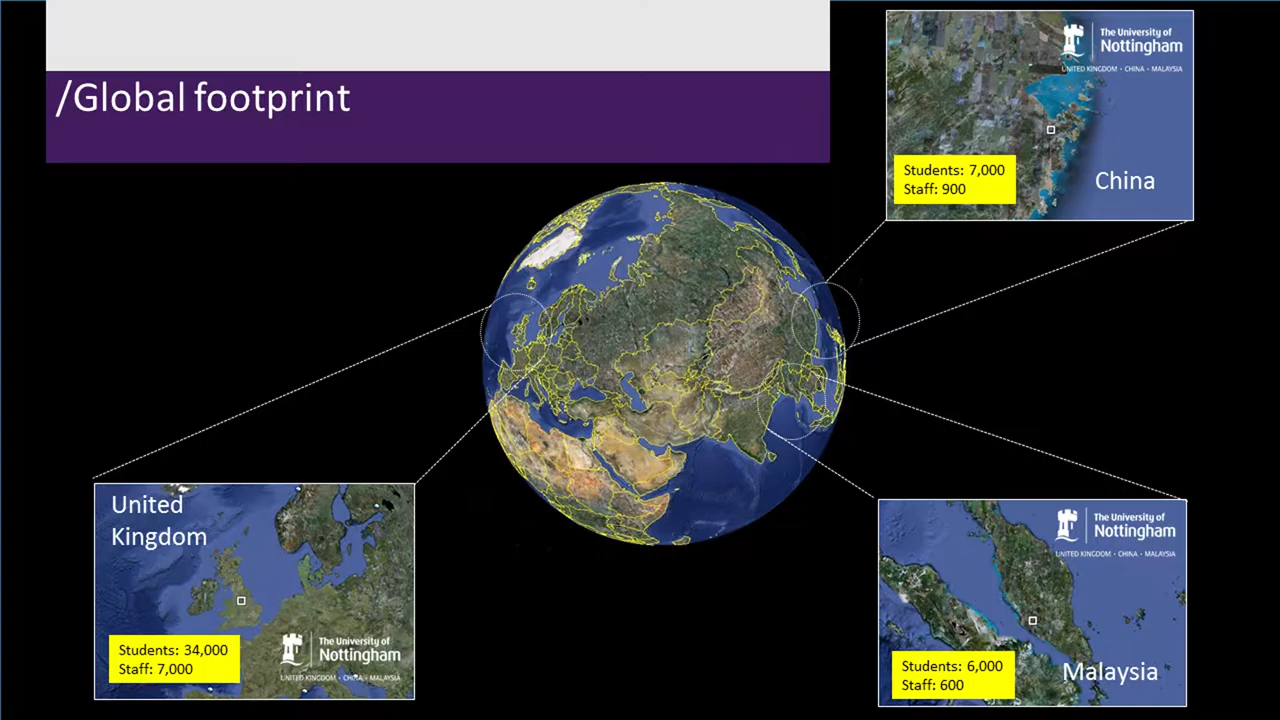 /Global footprint
The University of
Nottingham
UNITED KINGDOM • CHINA • MALAYSIA
Students: 7,000
Staff: 900
China
United
Kingdom
Students: 34,000
Staff: 7,000
The University of
Nottingham
UNITED KINGDOM • CHINA • MALAYSIA
The University of
Nottingham
UNITED KINGDOM • CHINA • MALAYSIA
Students: 6,000
Staff: 600
Malaysia